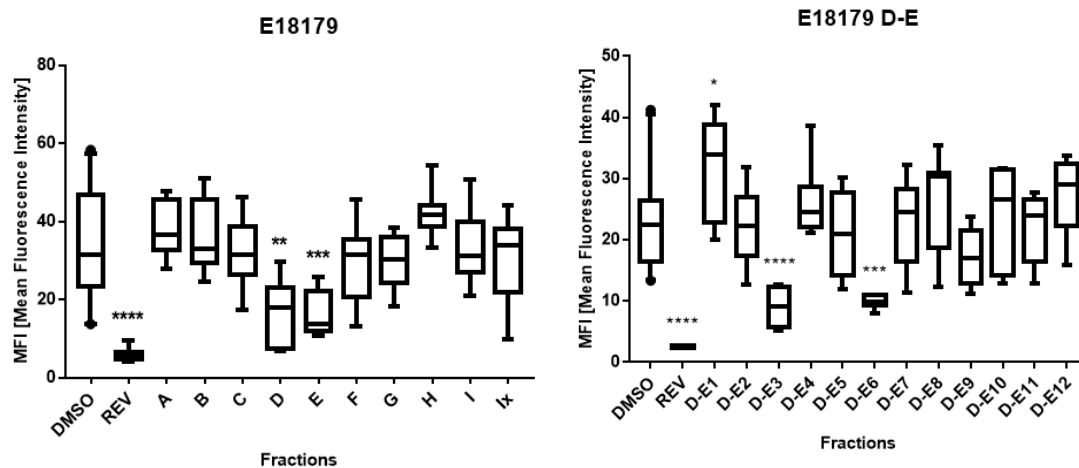 E18179
MFI [Mean Fluorescence Intensity]
80
60
40
20
0
****
**
***
DMSO
REV
A
B
C
D
E
F
G
H
I
Ix
Fractions
E18179 D-E
MFI [Mean Fluorescence Intensity]
50
40
30
20
10
0
****
*
****
***
DMSO
REV
D-E1
D-E2
D-E3
D-E4
D-E5
D-E6
D-E7
D-E8
D-E9
D-E10
D-E11
D-E12
Fractions